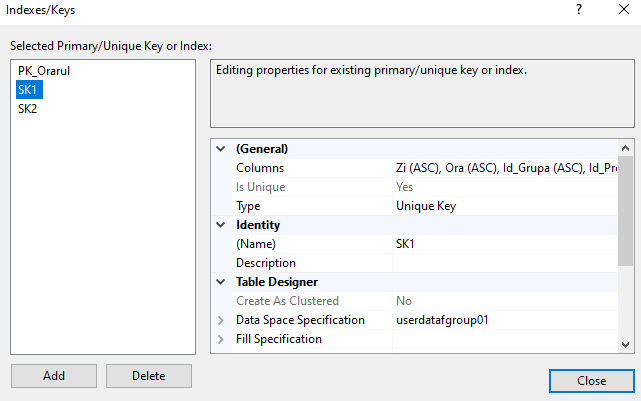 Indexes/Keys
Selected Primary/Unique Key or Index:
PK_Orarul
SK1
SK2
Editing properties for existing primary/unique key or index.
(General)
Columns Zi (ASC), Ora (ASC), Id_Grupa (ASC), Id_Pro
Is Unique Yes
Type Unique Key
Identity
(Name) SK1
Description
Table Designer
Create As Clustered No
Data Space Specification userdatafgroup01
Fill Specification
Add Delete
Close